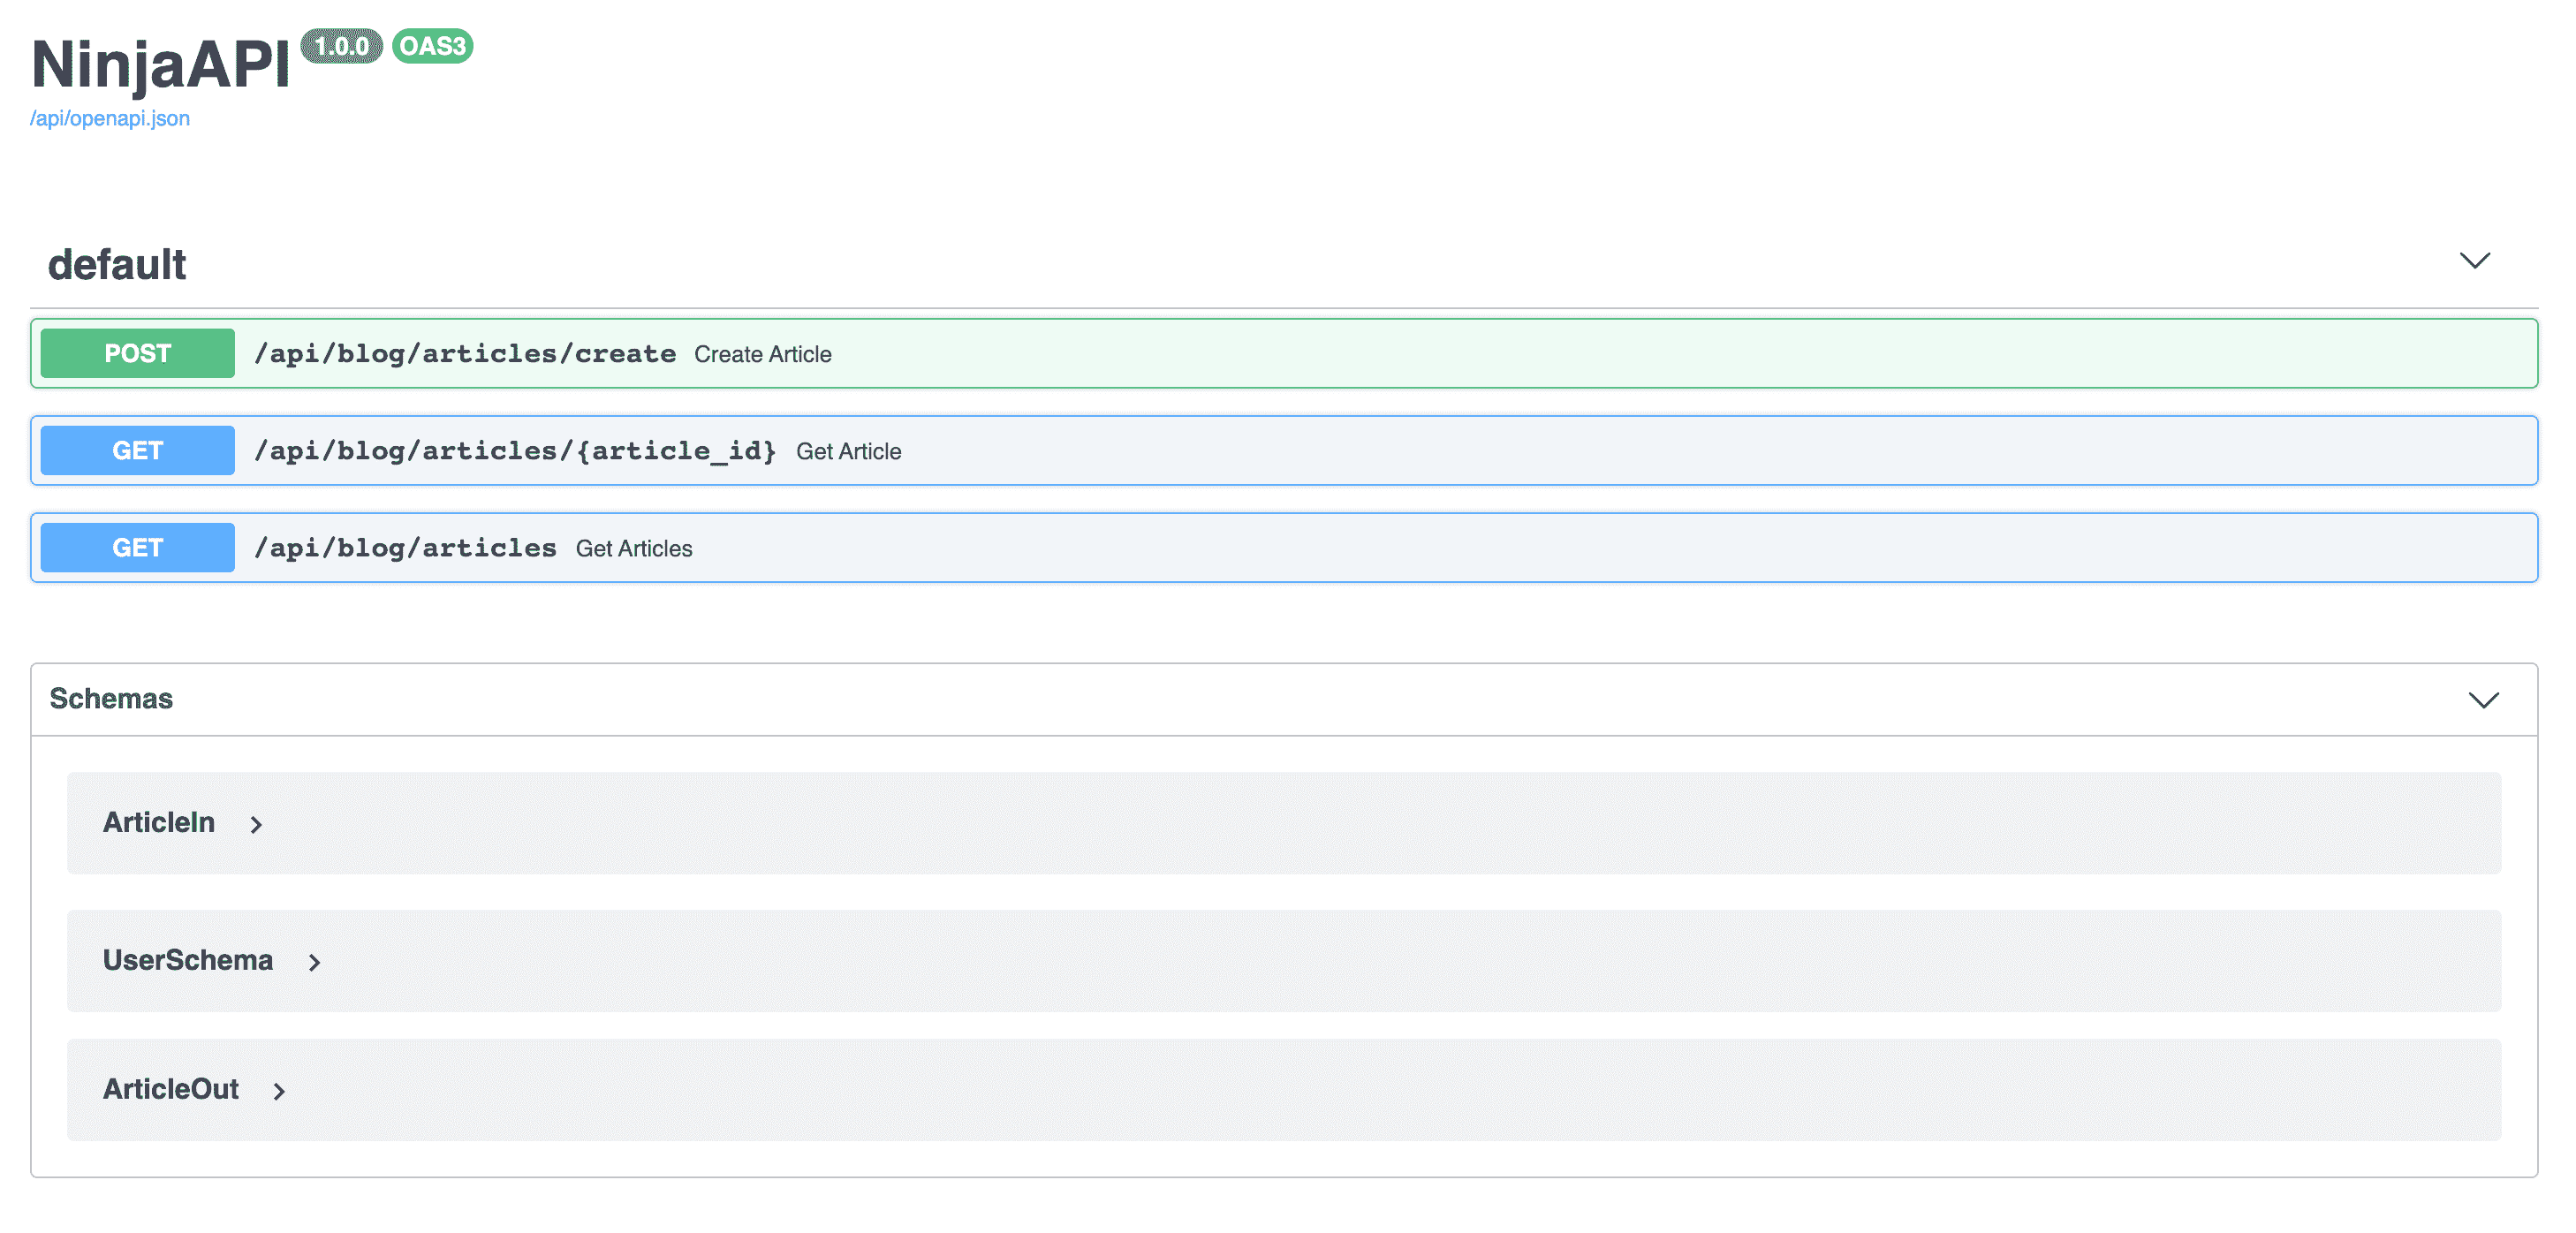 NinjaAPI 1.0.0 OAS3
/api/openapi.json
default
POST /api/blog/articles/create Create Article
GET /api/blog/articles/{article_id} Get Article
GET /api/blog/articles Get Articles
Schemas
ArticleIn
UserSchema
ArticleOut